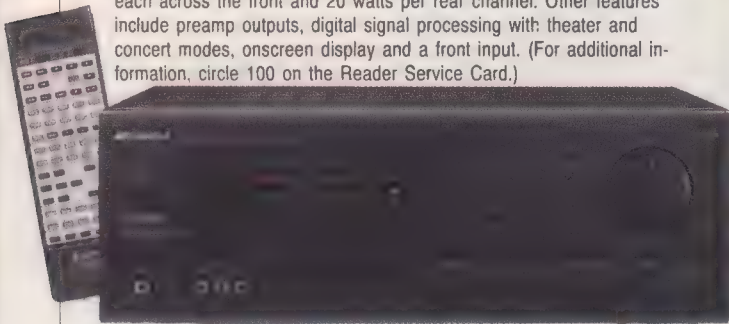 each across the front and 20 watts per rear channel. Other features
include preamp outputs, digital signal processing with theater and
concert modes, onscreen display and a front input. (For additional in-
formation, circle 100 on the Reader Service Card.)